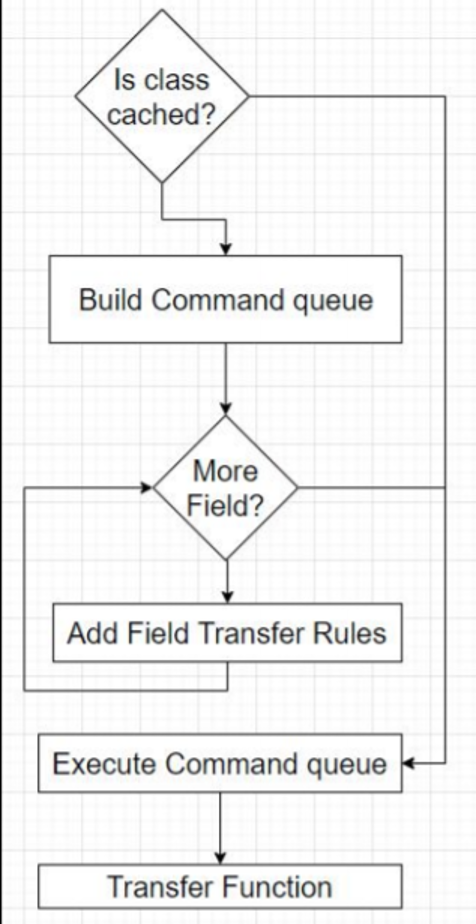 Is class
cached?
Build Command queue
More
Field?
Add Field Transfer Rules
Execute Command queue
Transfer Function